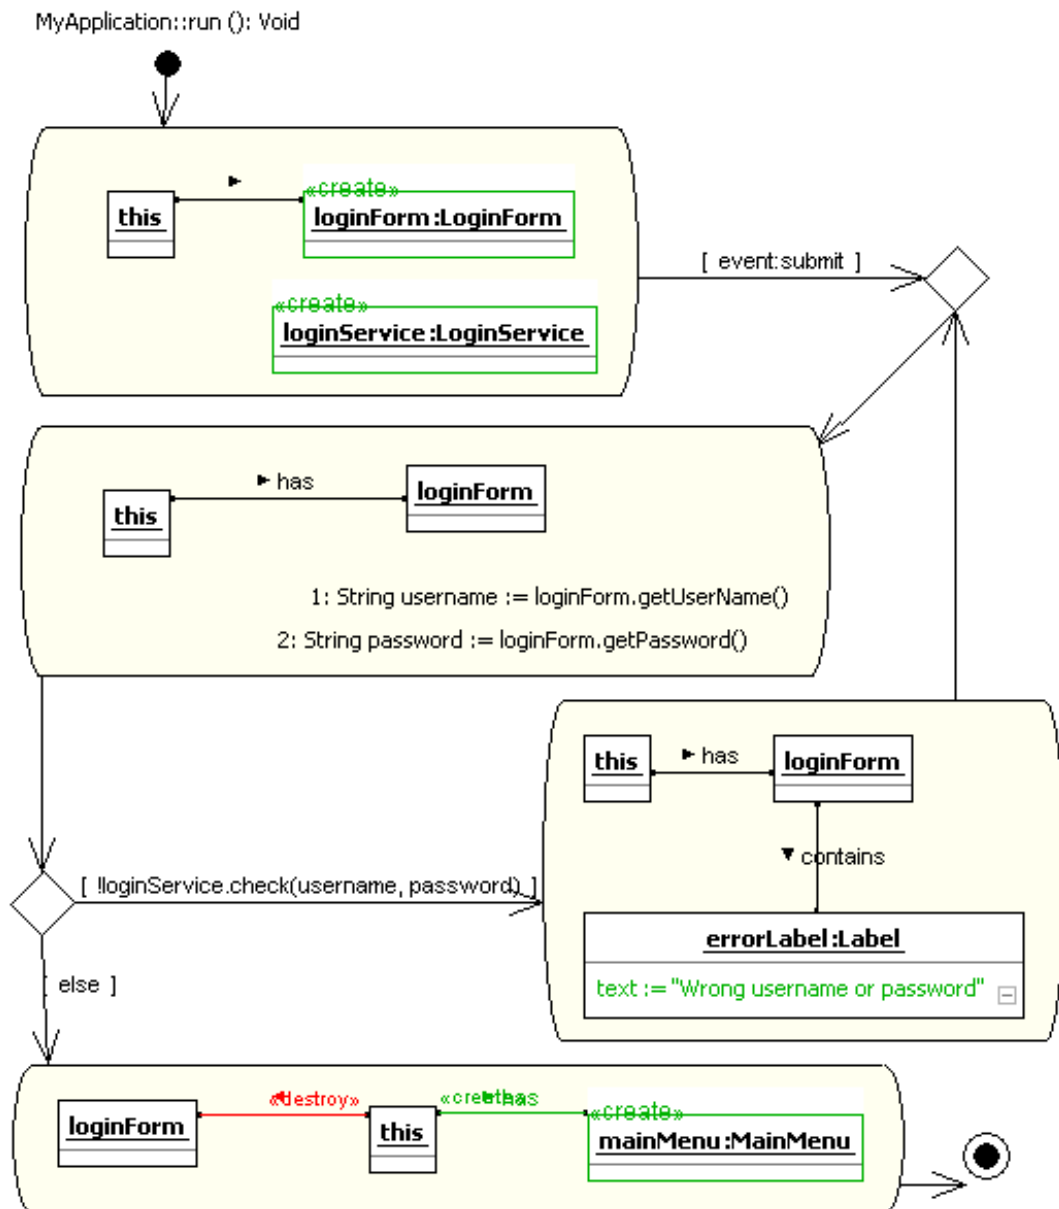 MyApplication::run (): Void
«create»
this
loginForm :LoginForm
[ event:submit ]
«create»
loginService :LoginService
has
loginForm
this
1: String username := loginForm.getUserName()
2: String password := loginForm.getPassword()
this
has
loginForm
contains
[ !loginService.check(username, password) ]
errorLabel :Label
text := "Wrong username or password"
[ else ]
«destroy»
has
«create»
loginForm
this
mainMenu :MainMenu